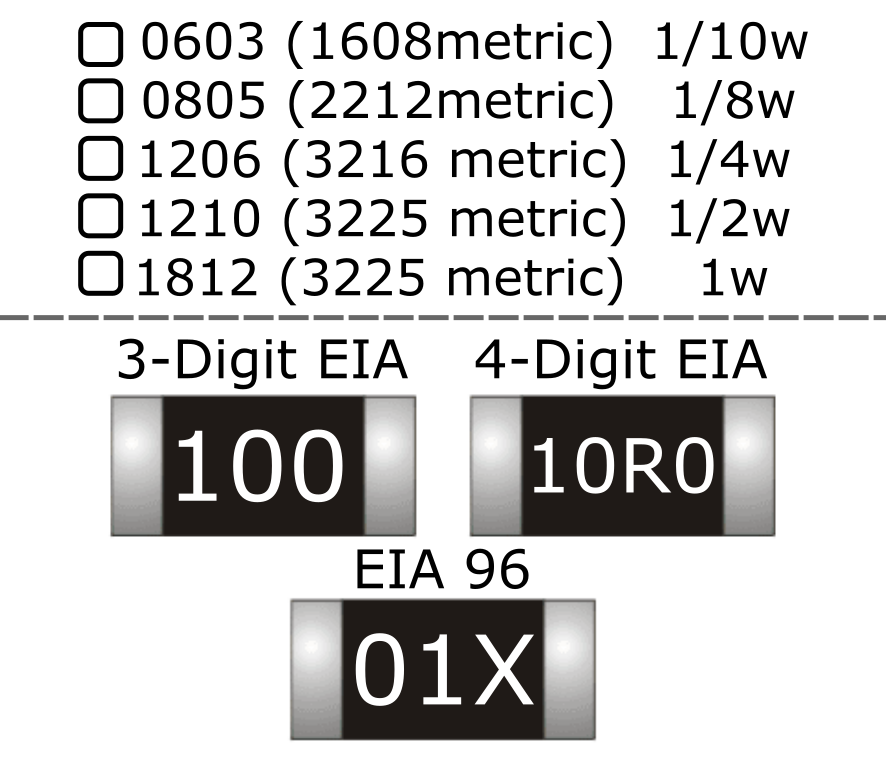 0603 (1608metric) 1/10w
0805 (2212metric) 1/8w
1206 (3216 metric) 1/4w
1210 (3225 metric) 1/2w
1812 (3225 metric) 1w
3-Digit EIA 4-Digit EIA
100 10R0
EIA 96
01X